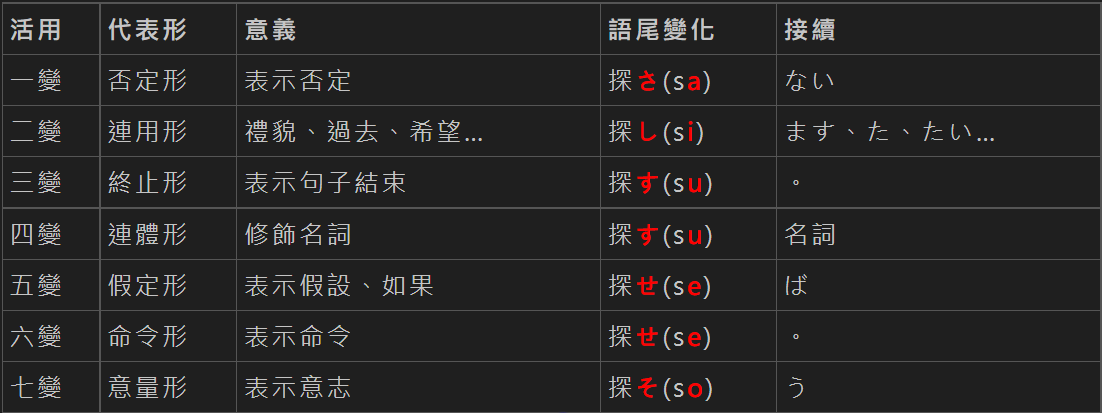 活用 代表形 意義 語尾變化 接續
一變 否定形 表示否定 探さ(sa) ない
二變 連用形 禮貌、過去、希望... 探し(si) ます、た、たい...
三變 終止形 表示句子結束 探す(su) 。
四變 連體形 修飾名詞 探す(su) 名詞
五變 假定形 表示假設、如果 探せ(se) ば
六變 命令形 表示命令 探せ(se) 。
七變 意量形 表示意志 探そ(so) う